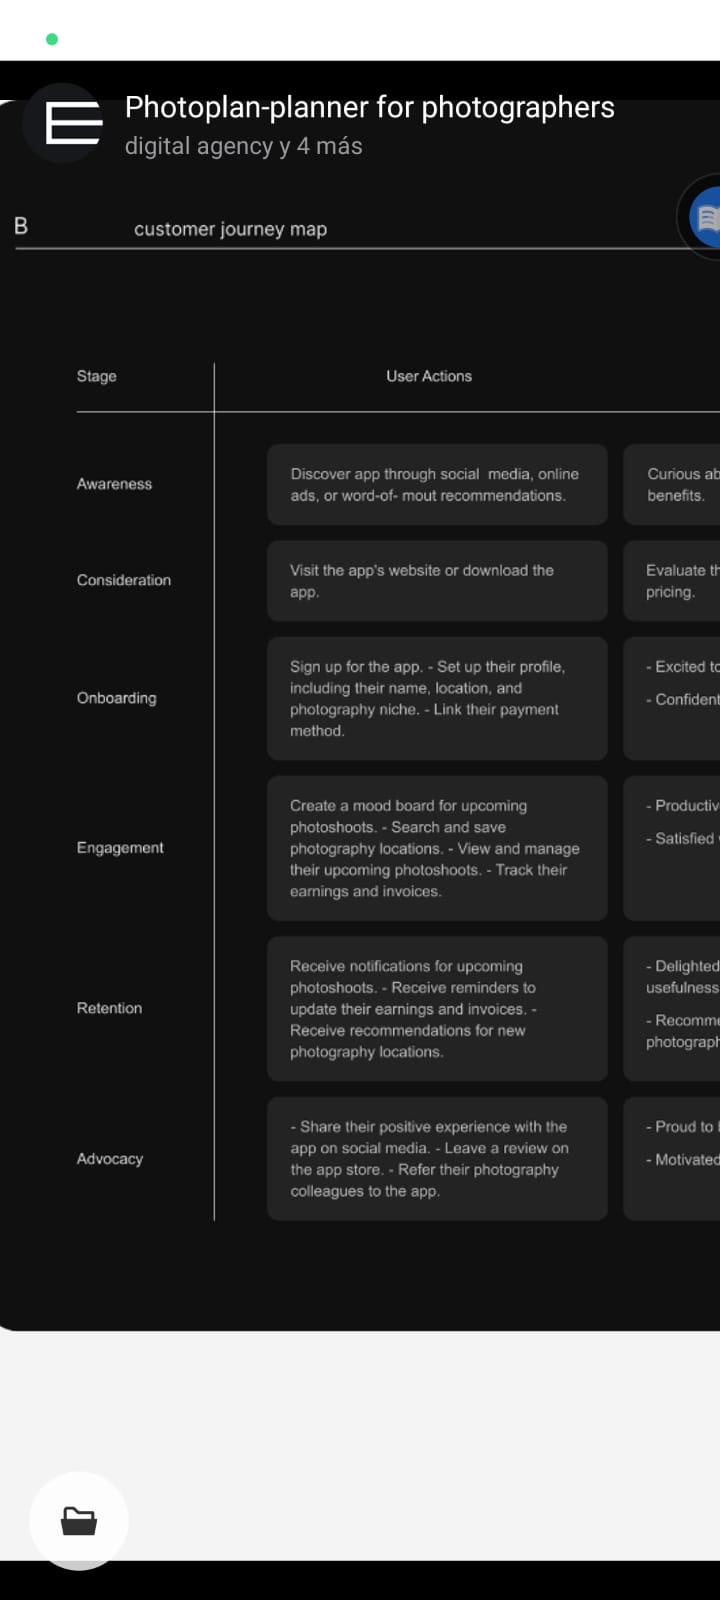 Photoplan-planner for photographers
digital agency y 4 más
B
customer journey map
Stage
User Actions
Awareness
Discover app through social  media, online
ads, or word-of- mout recommendations.
Curious
benefits.
Consideration
Visit the app's website or download the
app.
Evaluate
pricing.
Onboarding
Sign up for the app. - Set up their profile,
including their name, location, and
photography niche. - Link their payment
method.
- Excited to
- Confident
Engagement
Create a mood board for upcoming
photoshoots. - Search and save
photography locations. - View and manage
their upcoming photoshoots. - Track their
earnings and invoices.
- Satisfied
Retention
Receive notifications for upcoming
photoshoots. - Receive reminders to
update their earnings and invoices. -
Receive recommendations for new
photography locations.
- Delighted
usefulness
Advocacy
- Share their positive experience with the
app on social media. - Leave a review on
the app store. - Refer their photography
colleagues to the app.
- Proud to
- Motivated